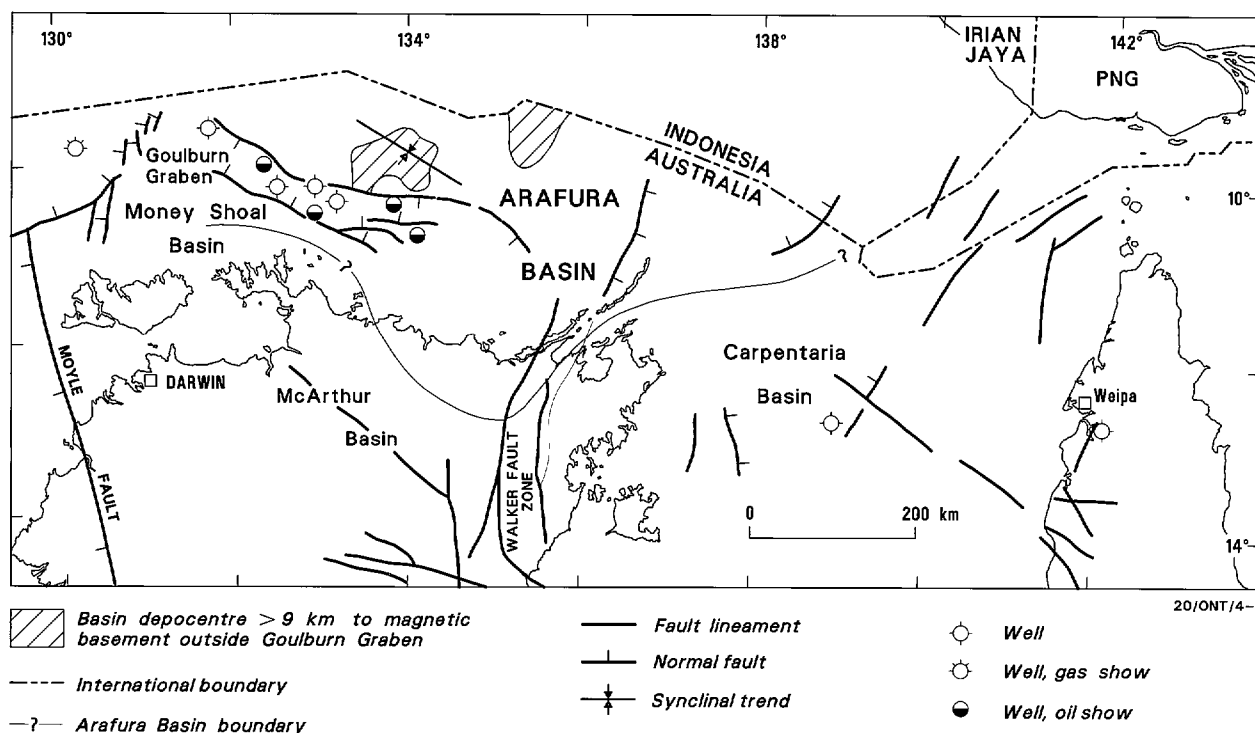 130°
134°
138°
142°
IRIAN
JAYA
PNG
INDONESIA
AUSTRALIA
Goulburn
Graben
ARAFURA
10°
Money Shoal
Basin
BASIN
?
?
MOYLE
DARWIN
McArthur
Basin
Carpentaria
Basin
Weipa
FAULT
WALKER FAULT
ZONE
0
200 km
14°
20/ONT/4-
Basin depocentre > 9 km to magnetic
basement outside Goulburn Graben
International boundary
?
Arafura Basin boundary
Fault lineament
Normal fault
Synclinal trend
Well
Well, gas show
Well, oil show